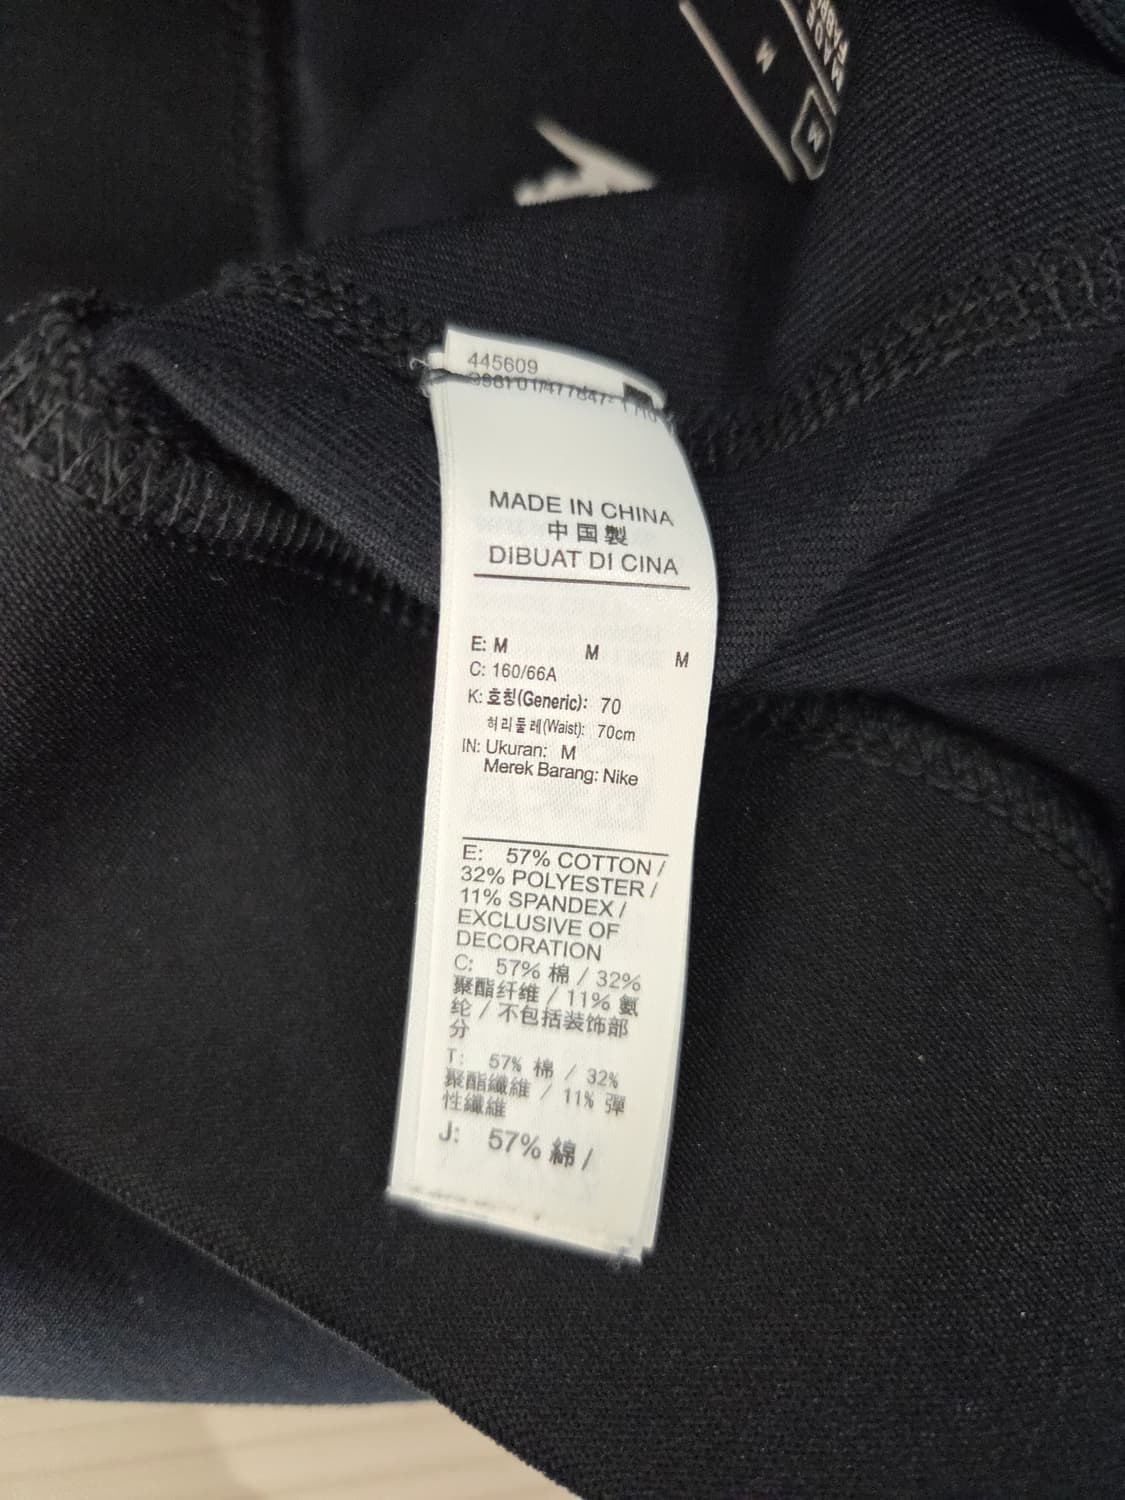 445609
MADE IN CHINA
中国製
DIBUAT DI CINA
E: M M M
C: 160/66A
K: 호칭(Generic): 70
허리둘레(Waist): 70cm
IN: Ukuran: M
Merek Barang: Nike
E: 57% COTTON /
32% POLYESTER /
11% SPANDEX /
EXCLUSIVE OF
DECORATION
C: 57% 棉 / 32%
聚酯纤维 / 11% 氨
纶 / 不包括装饰部
分
T: 57% 棉 / 32%
聚酯纖維 / 11% 彈
性纖維
J: 57% 綿 /
M
M
MADE